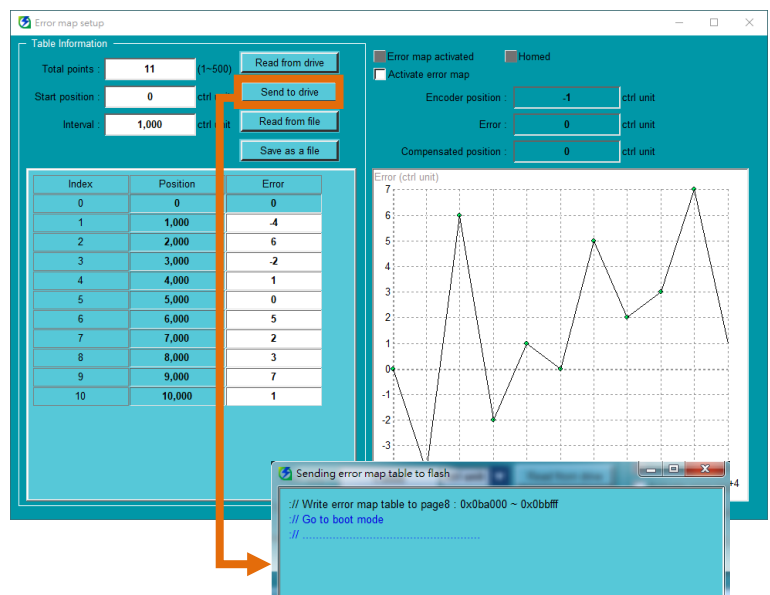 Error map setup
Table Information
Total points : 11 (1~500) Read from drive
Start position : 0 ctrl unit Send to drive
Interval : 1,000 ctrl unit Read from file
Save as a file
Error map activated Homed
Activate error map
Encoder position : -1 ctrl unit
Error : 0 ctrl unit
Compensated position : 0 ctrl unit
Index Position Error
0 0 0
1 1,000 -4
2 2,000 6
3 3,000 -2
4 4,000 1
5 5,000 0
6 6,000 5
7 7,000 2
8 8,000 3
9 9,000 7
10 10,000 1
Error (ctrl unit)
7
6
5
4
3
2
1
0
-1
-2
-3
+4
Sending error map table to flash
:// Write error map table to page8 : 0x0ba000 ~ 0x0bbfff
:// Go to boot mode
:// ........................................................